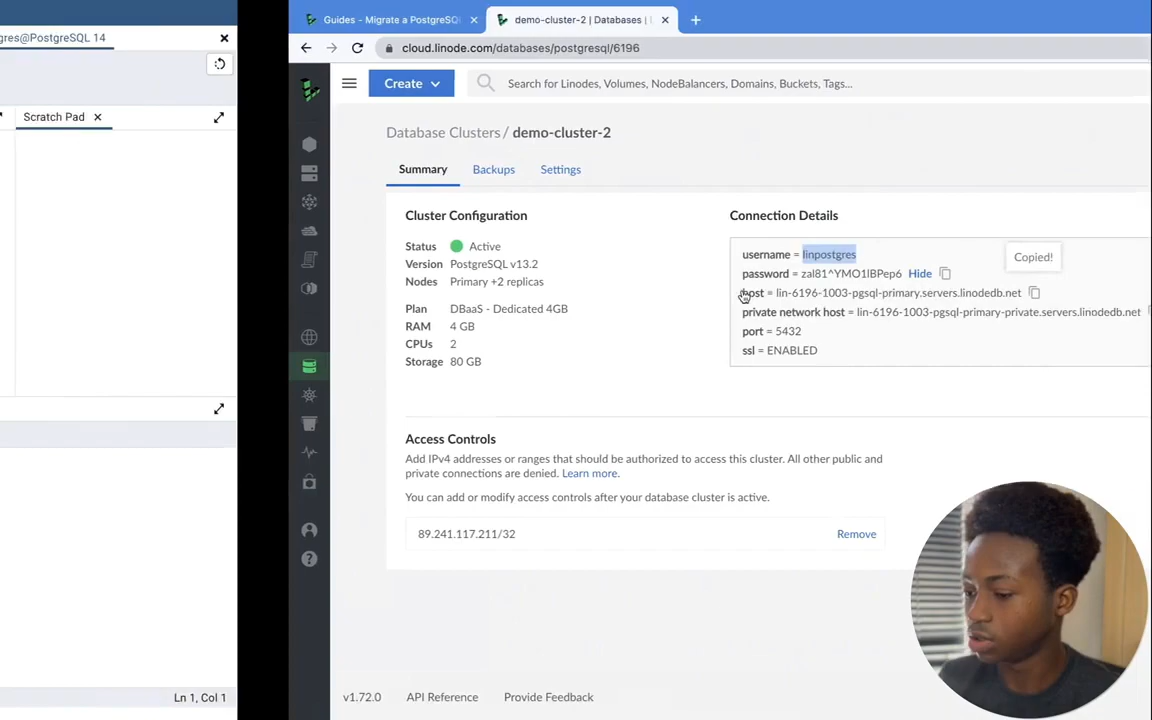 gres@PostgreSQL 14
Scratch Pad
Ln 1, Col 1
Guides - Migrate a PostgreSQ
demo-cluster-2 | Databases |
cloud.linode.com/databases/postgresql/6196
Create
Search for Linodes, Volumes, NodeBalancers, Domains, Buckets, Tags...
Database Clusters / demo-cluster-2
Summary
Backups
Settings
Cluster Configuration
Status Active
Version PostgreSQL v13.2
Nodes Primary +2 replicas
Plan DBaaS - Dedicated 4GB
RAM 4 GB
CPUs 2
Storage 80 GB
Connection Details
username = linpostgres
Copied!
password = zal81^YMO1lBPep6 Hide
host = lin-6196-1003-pgsql-primary.servers.linodedb.net
private network host = lin-6196-1003-pgsql-primary-private.servers.linodedb.net
port = 5432
ssl = ENABLED
Access Controls
Add IPv4 addresses or ranges that should be authorized to access this cluster. All other public and
private connections are denied. Learn more.
You can add or modify access controls after your database cluster is active.
89.241.117.211/32 Remove
v1.72.0 API Reference Provide Feedback